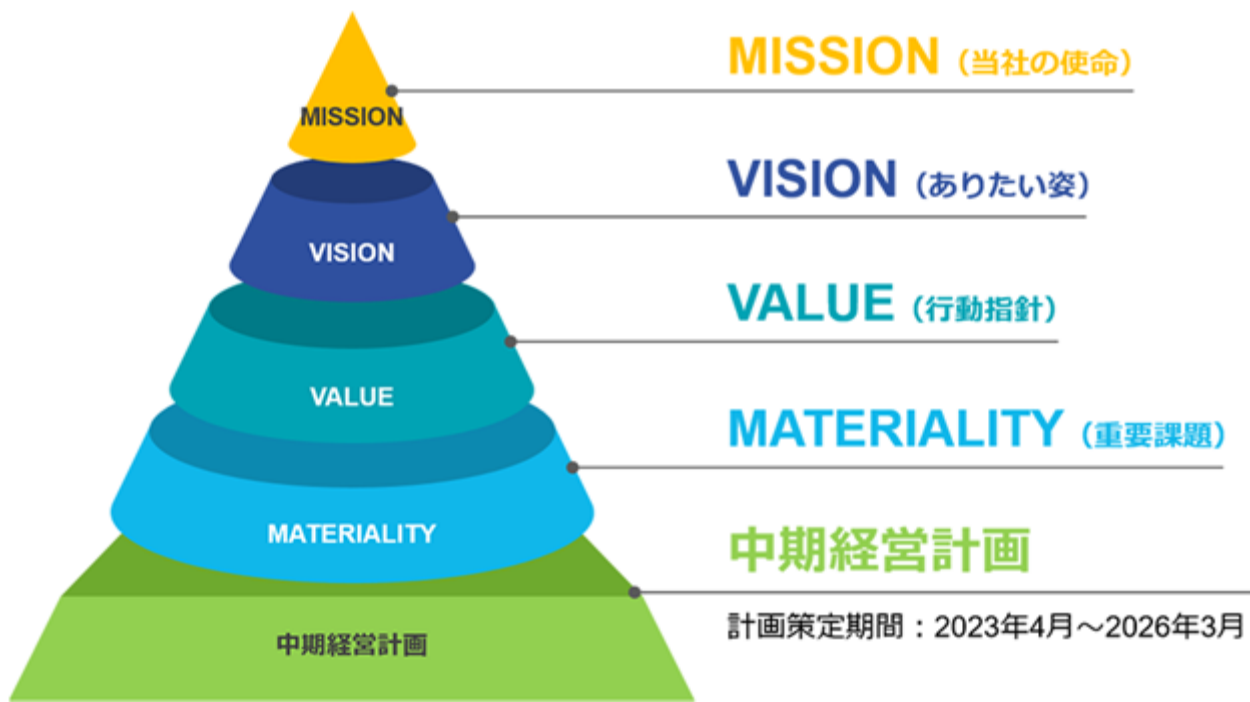 MISSION
MISSION (当社の使命)
VISION
VISION (ありたい姿)
VALUE
VALUE (行動指針)
MATERIALITY
MATERIALITY (重要課題)
中期経営計画
中期経営計画
計画策定期間：2023年4月～2026年3月